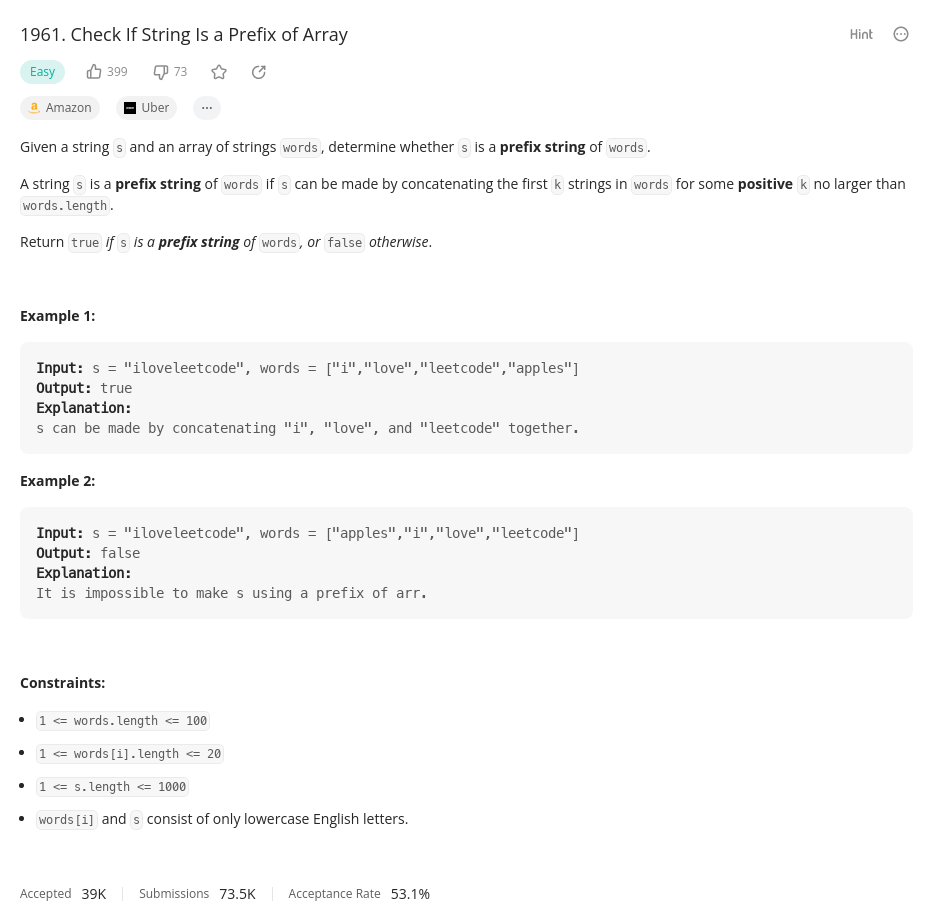 1961. Check If String Is a Prefix of Array
Hint
Easy 399 73
Amazon Uber ...
Given a string s and an array of strings words, determine whether s is a prefix string of words.
A string s is a prefix string of words if s can be made by concatenating the first k strings in words for some positive k no larger than
words.length.
Return true if s is a prefix string of words, or false otherwise.
Example 1:
Input: s = "iloveleetcode", words = ["i","love","leetcode","apples"]
Output: true
Explanation:
s can be made by concatenating "i", "love", and "leetcode" together.
Example 2:
Input: s = "iloveleetcode", words = ["apples","i","love","leetcode"]
Output: false
Explanation:
It is impossible to make s using a prefix of arr.
Constraints:
• 1 <= words.length <= 100
• 1 <= words[i].length <= 20
• 1 <= s.length <= 1000
• words[i] and s consist of only lowercase English letters.
Accepted 39K Submissions 73.5K Acceptance Rate 53.1%